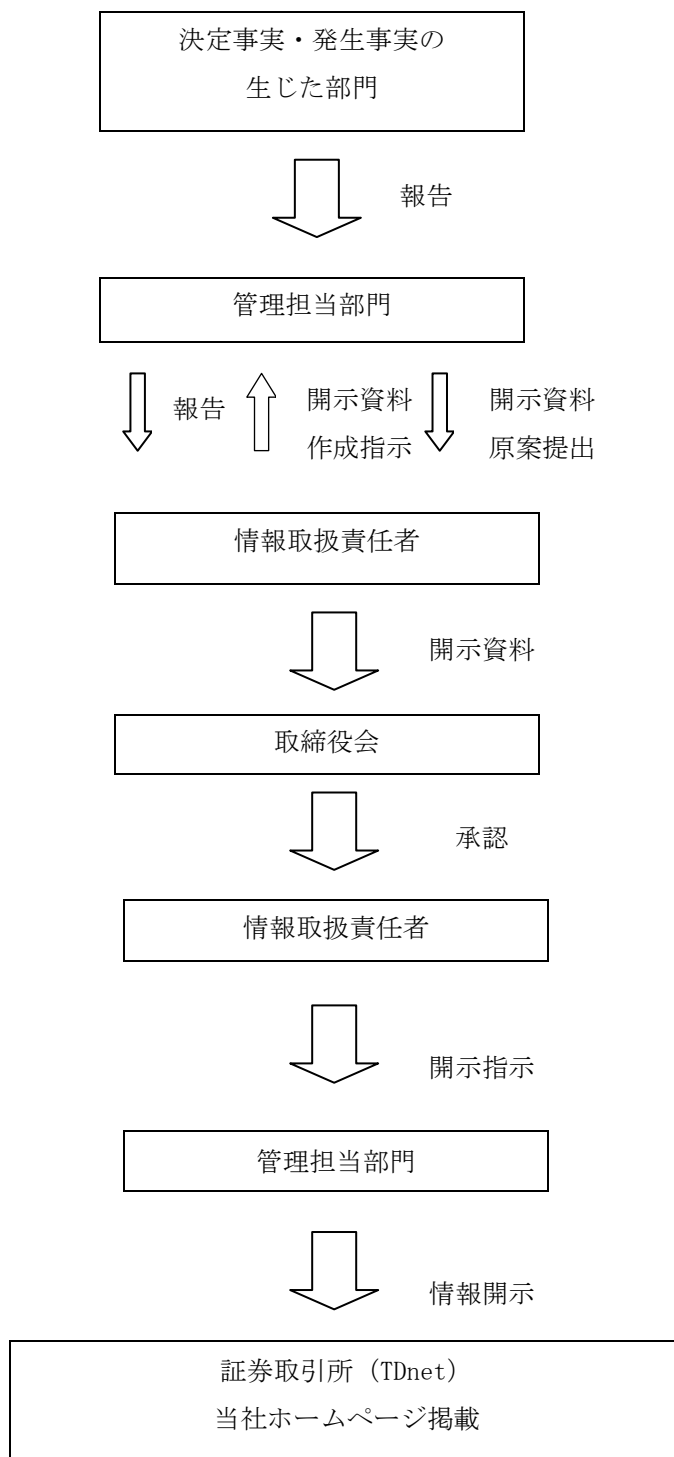 決定事実・発生事実の
生じた部門
報告
管理担当部門
報告
開示資料
作成指示
開示資料
原案提出
情報取扱責任者
開示資料
取締役会
承認
情報取扱責任者
開示指示
管理担当部門
情報開示
証券取引所（TDnet）
当社ホームページ掲載